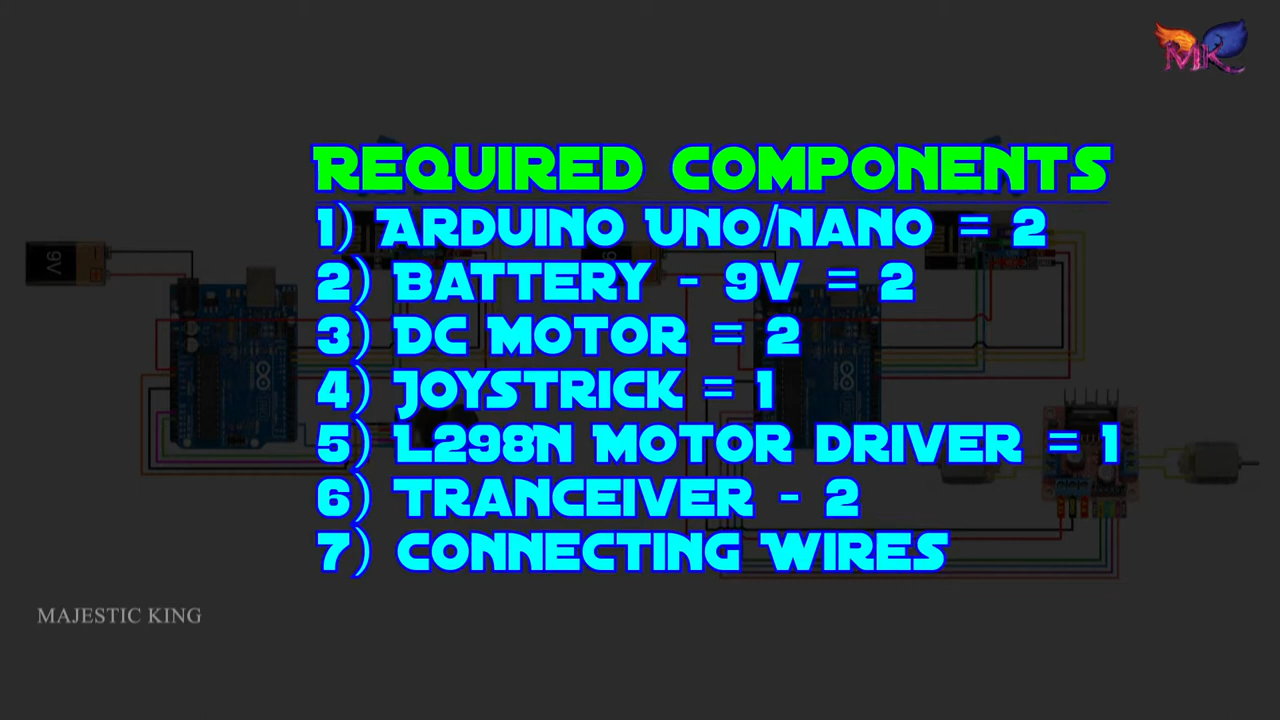 MK
REQUIRED COMPONENTS
1) ARDUINO UNO/NANO = 2
2) BATTERY - 9V = 2
3) DC MOTOR = 2
4) JOYSTRICK = 1
5) L298N MOTOR DRIVER = 1
6) TRANCEIVER - 2
7) CONNECTING WIRES
9V
MAJESTIC KING